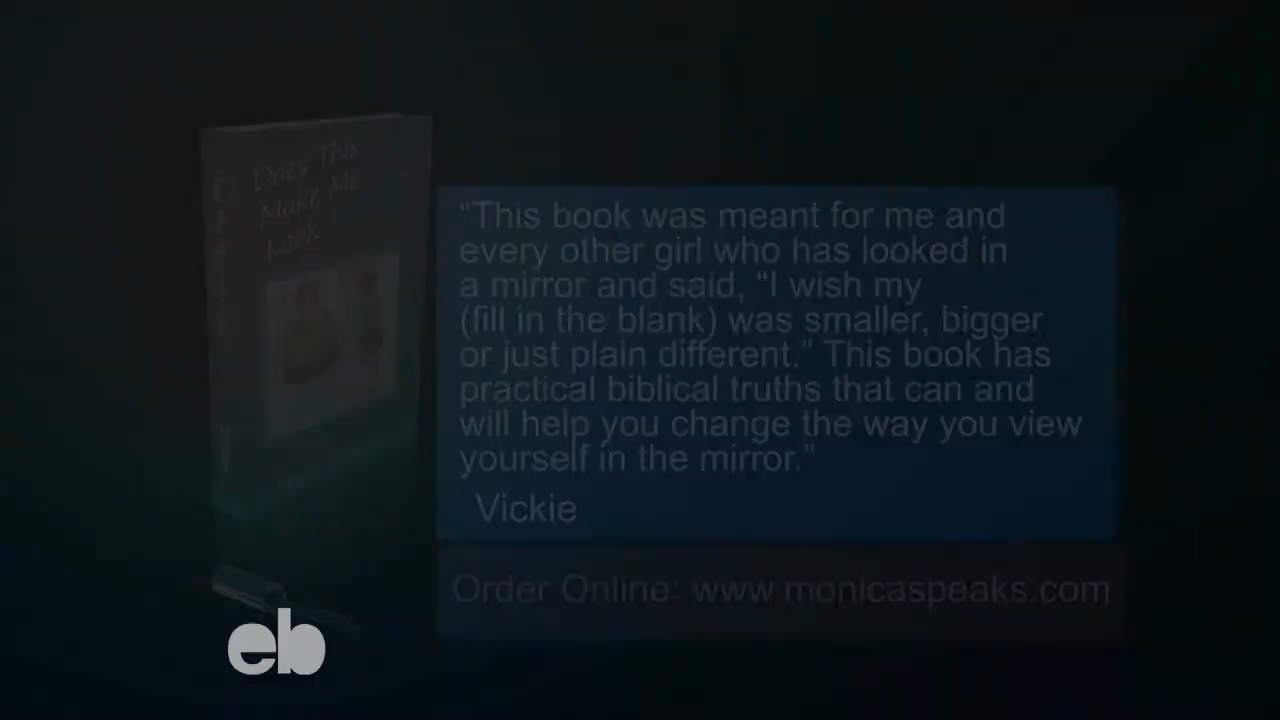 Does This
Make Me
Look
“This book was meant for me and
every other girl who has looked in
a mirror and said, “I wish my
(fill in the blank) was smaller, bigger
or just plain different.” This book has
practical biblical truths that can and
will help you change the way you view
yourself in the mirror.”
Vickie
Order Online: www.monicaspeaks.com
eb